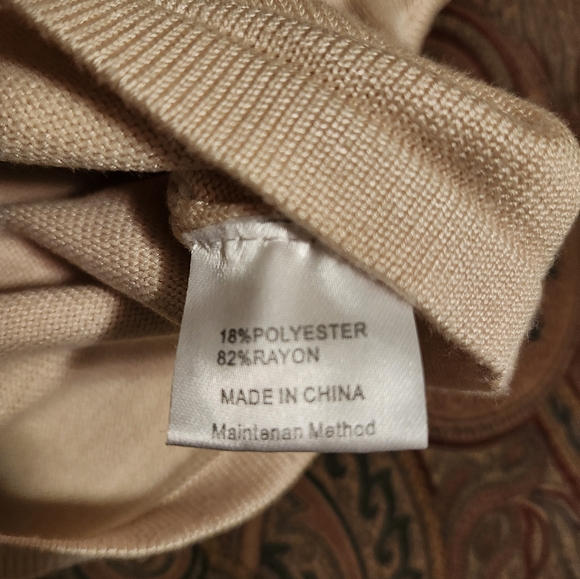 18%POLYESTER
82%RAYON
MADE IN CHINA
Maintenan Method